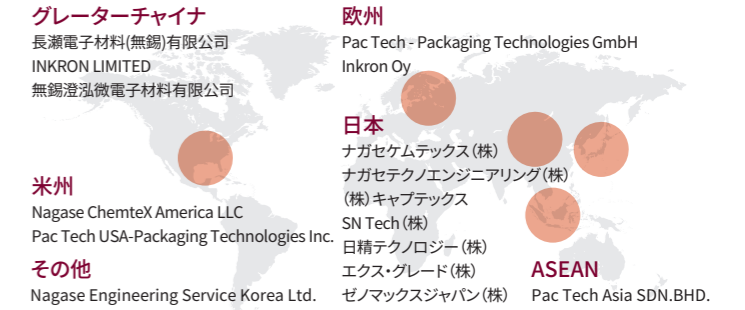 グレーターチャイナ
長瀬電子材料(無錫)有限公司
INKRON LIMITED
無錫澄泓微電子材料有限公司
米州
Nagase ChemteX America LLC
Pac Tech USA-Packaging Technologies Inc.
その他
Nagase Engineering Service Korea Ltd.
欧州
Pac Tech - Packaging Technologies GmbH
Inkron Oy
日本
ナガセケムテックス（株）
ナガセテクノエンジニアリング（株）
（株）キャプテックス
SN Tech（株）
日精テクノロジー（株）
エクス・グレード（株）
ゼノマックスジャパン（株）
ASEAN
Pac Tech Asia SDN.BHD.